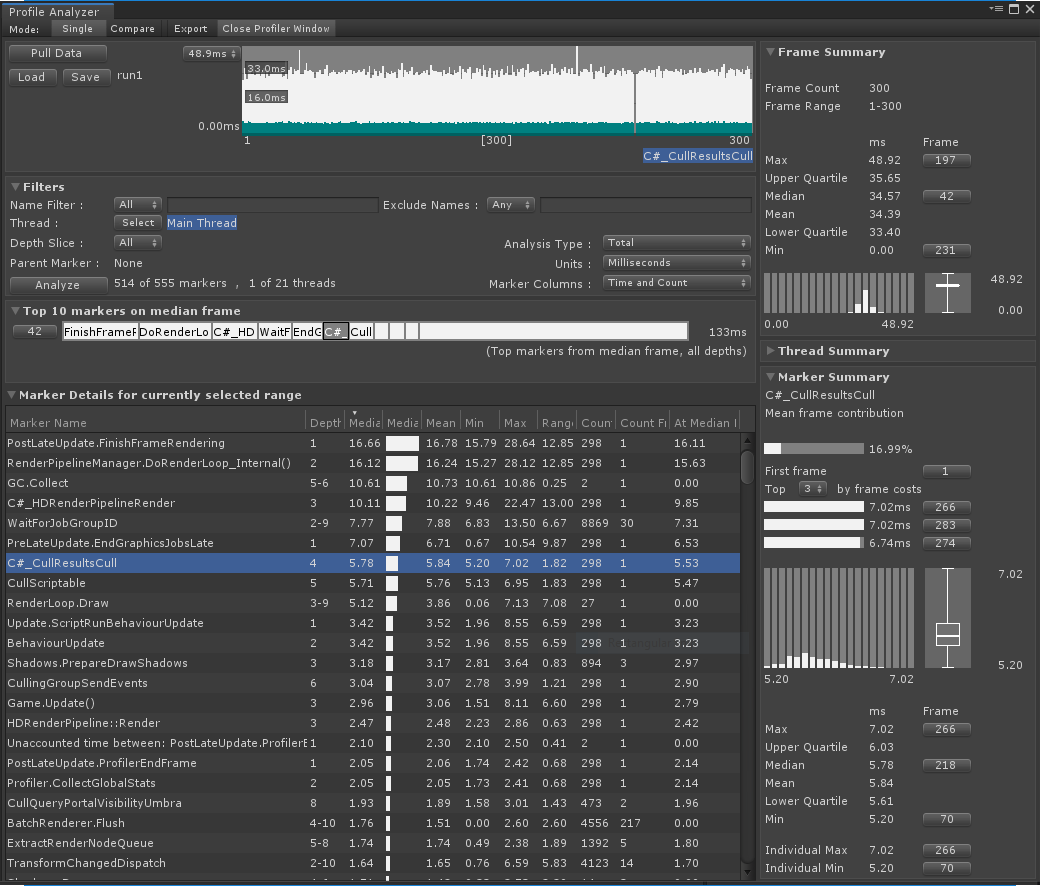 Profile Analyzer
Mode: Single Compare Export Close Profiler Window
Pull Data
Load Save run1
48.9ms
33.0ms
16.0ms
0.00ms
1 [300] 300
C#_CullResultsCull
Filters
Name Filter : All Exclude Names : Any
Thread : Select Main Thread
Depth Slice : All Analysis Type : Total
Parent Marker : None Units : Milliseconds
Analyze 514 of 555 markers , 1 of 21 threads Marker Columns : Time and Count
Top 10 markers on median frame
42 FinishFrameF DoRenderLo C#_HD WaitF EndG C#_ Cull 133ms
(Top markers from median frame, all depths)
Marker Details for currently selected range
Marker Name Depth Media Media Mean Min Max Range Coun Count Fr At Median
PostLateUpdate.FinishFrameRendering 1 16.66 16.78 15.79 28.64 12.85 298 1 16.11
RenderPipelineManager.DoRenderLoop_Internal() 2 16.12 16.24 15.27 28.12 12.85 298 1 15.63
GC.Collect 5-6 10.61 10.73 10.61 10.86 0.25 2 1 0.00
C#_HDRenderPipelineRender 3 10.11 10.22 9.46 22.47 13.00 298 1 9.85
WaitForJobGroupID 2-9 7.77 7.88 6.83 13.50 6.67 8869 30 7.31
PreLateUpdate.EndGraphicsJobsLate 1 7.07 6.71 0.67 10.54 9.87 298 1 6.53
C#_CullResultsCull 4 5.78 5.84 5.20 7.02 1.82 298 1 5.53
CullScriptable 5 5.71 5.76 5.13 6.95 1.83 298 1 5.47
RenderLoop.Draw 3-9 5.12 3.86 0.06 7.13 7.08 27 1 0.00
Update.ScriptRunBehaviourUpdate 1 3.42 3.52 1.96 8.55 6.59 298 1 3.23
BehaviourUpdate 2 3.42 3.52 1.96 8.55 6.59 298 1 3.23
Shadows.PrepareDrawShadows 3 3.18 3.17 2.81 3.64 0.83 894 3 2.97
CullingGroupSendEvents 6 3.04 3.07 2.78 3.99 1.21 298 1 2.90
Game.Update() 3 2.96 3.06 1.51 8.11 6.60 298 1 2.79
HDRenderPipeline::Render 3 2.47 2.48 2.23 2.86 0.63 298 1 2.42
Unaccounted time between: PostLateUpdate.ProfilerE 1 2.10 2.30 2.10 2.50 0.41 2 1 0.00
PostLateUpdate.ProfilerEndFrame 1 2.05 2.06 1.74 2.42 0.68 298 1 2.14
Profiler.CollectGlobalStats 2 2.05 2.05 1.73 2.41 0.68 298 1 2.14
CullQueryPortalVisibilityUmbra 8 1.93 1.89 1.58 3.01 1.43 473 2 1.96
BatchRenderer.Flush 4-10 1.76 1.51 0.00 2.60 2.60 4556 217 0.00
ExtractRenderNodeQueue 5-8 1.74 1.74 0.49 2.38 1.89 1392 5 1.80
TransformChangedDispatch 2-10 1.64 1.65 0.76 6.59 5.83 4123 14 1.70
Frame Summary
Frame Count 300
Frame Range 1-300
ms Frame
Max 48.92 197
Upper Quartile 35.65
Median 34.57 42
Mean 34.39
Lower Quartile 33.40
Min 0.00 231
48.92
0.00
0.00 48.92
Thread Summary
Marker Summary
C#_CullResultsCull
Mean frame contribution
16.99%
First frame 1
Top 3 by frame costs
7.02ms 266
7.02ms 283
6.74ms 274
7.02
5.20
5.20 7.02
ms Frame
Max 7.02 266
Upper Quartile 6.03
Median 5.78 218
Mean 5.84
Lower Quartile 5.61
Min 5.20 70
Individual Max 7.02 266
Individual Min 5.20 70